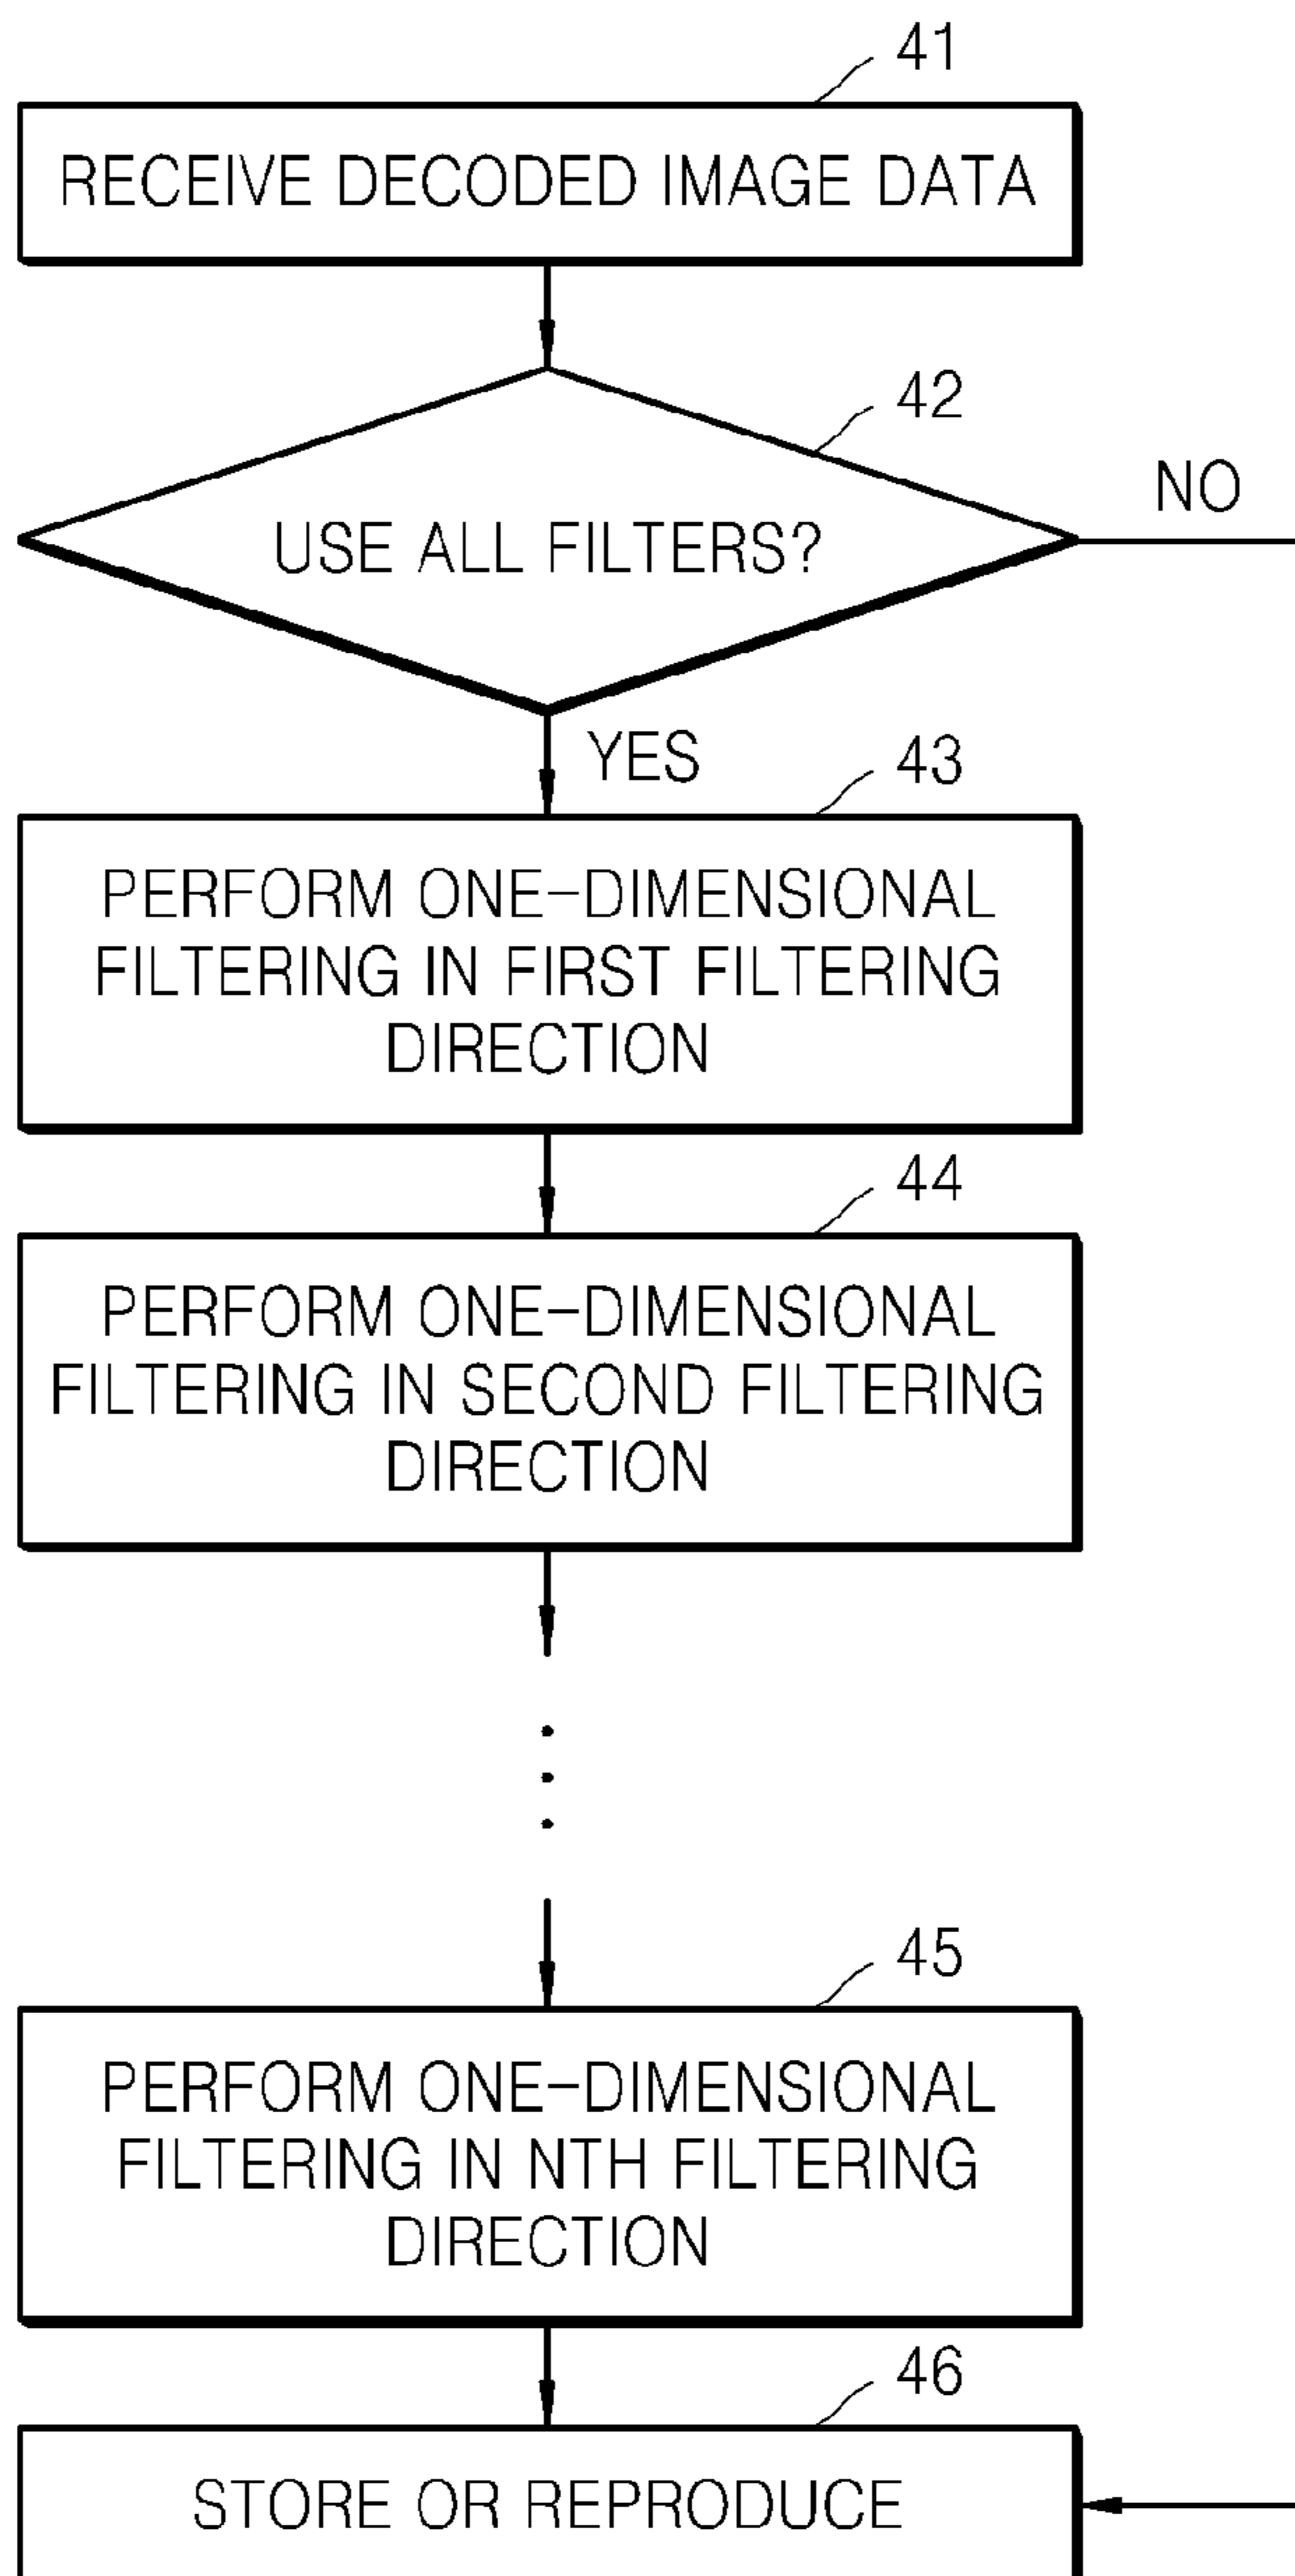 41
RECEIVE DECODED IMAGE DATA
42
NO
USE ALL FILTERS?
YES
43
PERFORM ONE-DIMENSIONAL
FILTERING IN FIRST FILTERING
DIRECTION
44
PERFORM ONE-DIMENSIONAL
FILTERING IN SECOND FILTERING
DIRECTION
45
PERFORM ONE-DIMENSIONAL
FILTERING IN NTH FILTERING
DIRECTION
46
STORE OR REPRODUCE